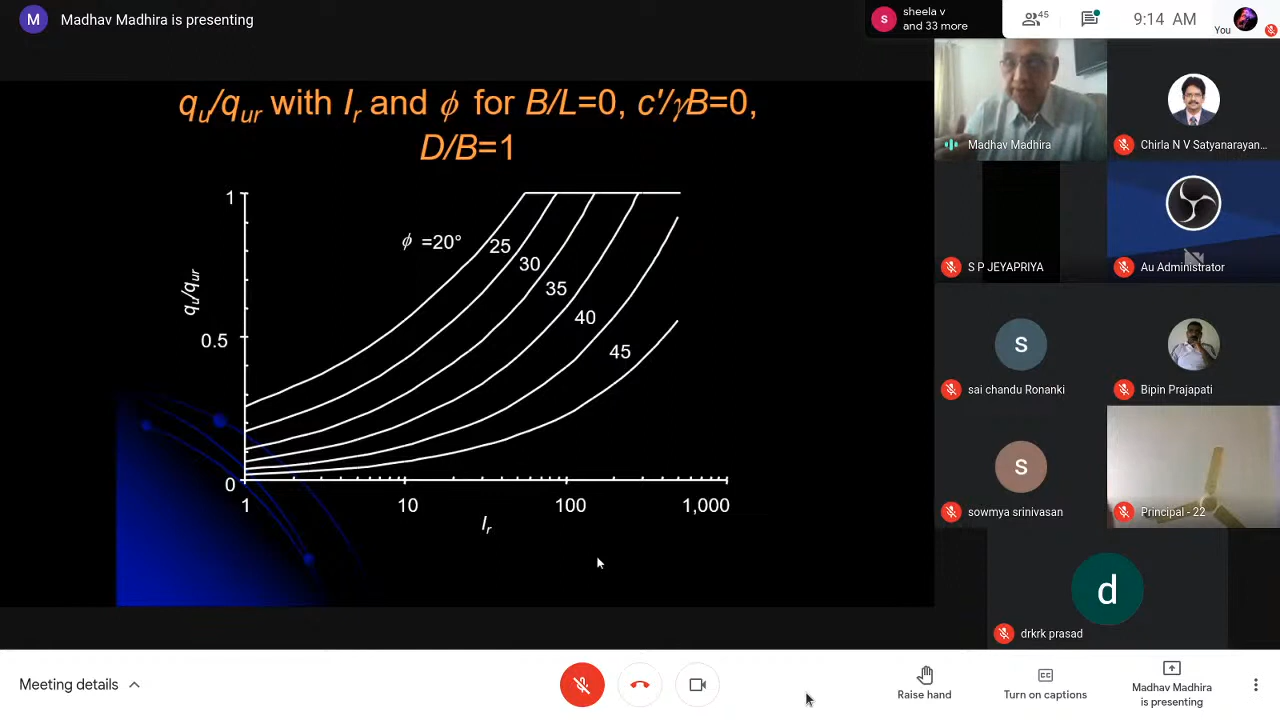 M
Madhav Madhira is presenting
S
sheela v
and 33 more
45
9:14 AM
You
qu/qur with Ir and ϕ for B/L=0, c'/γB=0,
D/B=1
1
0.5
0
qu/qur
ϕ =20°
25
30
35
40
45
1
10
100
1,000
Ir
Madhav Madhira
Chirla N V Satyanarayan...
S P JEYAPRIYA
Au Administrator
S
sai chandu Ronanki
Bipin Prajapati
S
sowmya srinivasan
Principal - 22
d
drkrk prasad
Meeting details
Raise hand
CC
Turn on captions
Madhav Madhira
is presenting